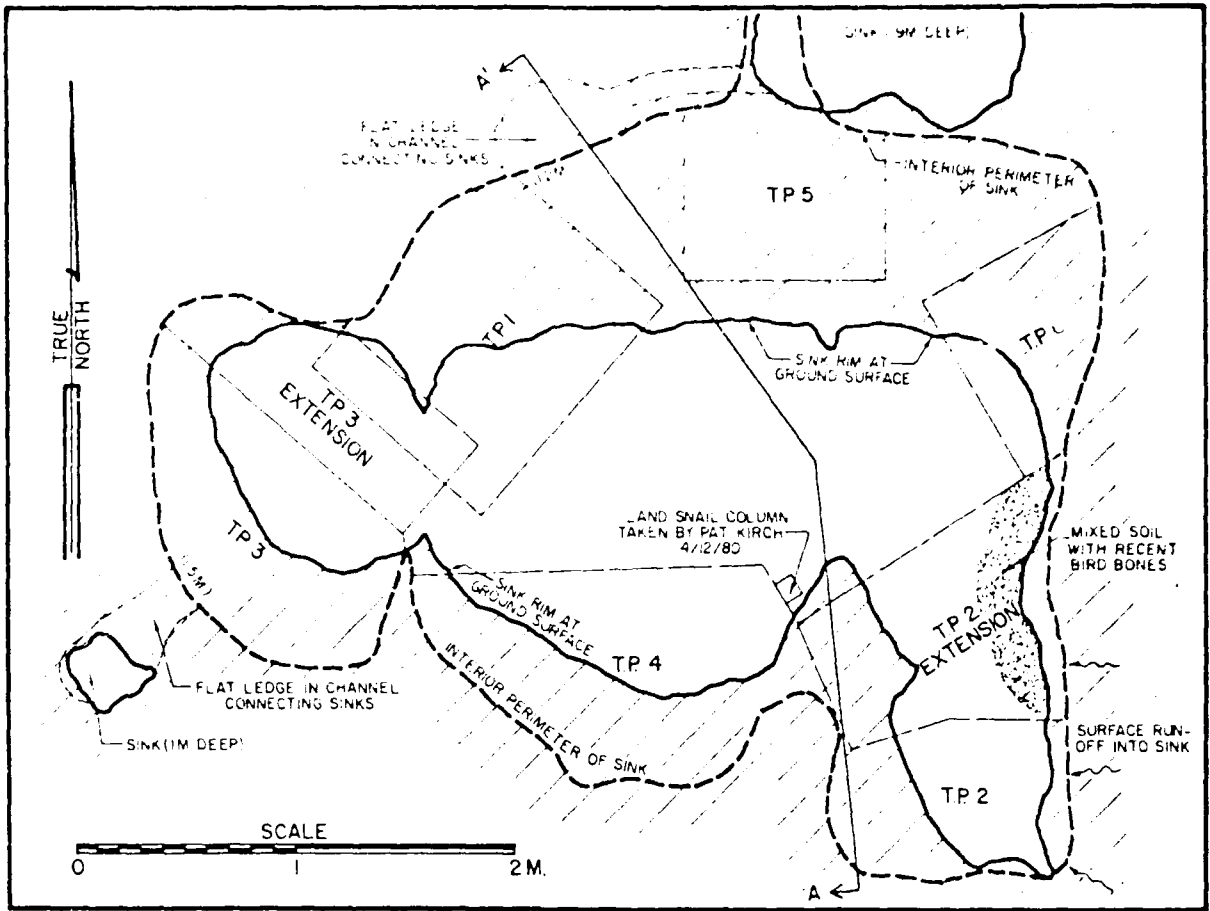 A'
FLAT LEDGE
IN CHANNEL
CONNECTING SINKS
INTERIOR PERIMETER
OF SINK
T.P. 5
TRUE
NORTH
T.P. 1
SINK RIM AT
GROUND SURFACE
T.P. 3
EXTENSION
LAND SNAIL COLUMN
TAKEN BY PAT KIRCH
4/12/80
MIXED SOIL
WITH RECENT
BIRD BONES
T.P. 3
SINK RIM AT
GROUND SURFACE
T.P. 2
EXTENSION
T.P. 4
INTERIOR PERIMETER OF SINK
FLAT LEDGE IN CHANNEL
CONNECTING SINKS
SINK (1M DEEP)
SURFACE RUN-
OFF INTO SINK
T.P. 2
SCALE
0 1 2 M.
A